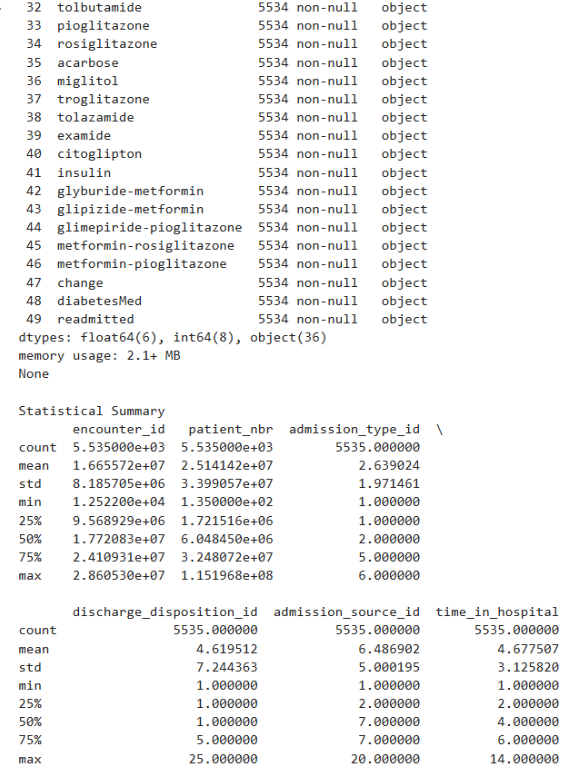 32  tolbutamide               5534 non-null   object
33  pioglitazone              5534 non-null   object
34  rosiglitazone             5534 non-null   object
35  acarbose                  5534 non-null   object
36  miglitol                  5534 non-null   object
37  troglitazone              5534 non-null   object
38  tolazamide                5534 non-null   object
39  examide                   5534 non-null   object
40  citoglipton               5534 non-null   object
41  insulin                   5534 non-null   object
42  glyburide-metformin       5534 non-null   object
43  glipizide-metformin       5534 non-null   object
44  glimepiride-pioglitazone  5534 non-null   object
45  metformin-rosiglitazone   5534 non-null   object
46  metformin-pioglitazone    5534 non-null   object
47  change                    5534 non-null   object
48  diabetesMed               5534 non-null   object
49  readmitted                5534 non-null   object
dtypes: float64(6), int64(8), object(36)
memory usage: 2.1+ MB
None
Statistical Summary
encounter_id   patient_nbr  admission_type_id  \
count  5.535000e+03  5.535000e+03        5535.000000
mean   1.665572e+07  2.514142e+07           2.639024
std    8.185705e+06  3.399057e+07           1.971461
min    1.252200e+04  1.350000e+02           1.000000
25%    9.568929e+06  1.721516e+06           1.000000
50%    1.772083e+07  6.048450e+06           2.000000
75%    2.410931e+07  3.248072e+07           5.000000
max    2.860530e+07  1.151968e+08           6.000000
discharge_disposition_id  admission_source_id  time_in_hospital
count               5535.000000          5535.000000       5535.000000
mean                   4.619512             6.486902          4.677507
std                    7.244363             5.000195          3.125820
min                    1.000000             1.000000          1.000000
25%                    1.000000             2.000000          2.000000
50%                    1.000000             7.000000          4.000000
75%                    5.000000             7.000000          6.000000
max                   25.000000            20.000000         14.000000